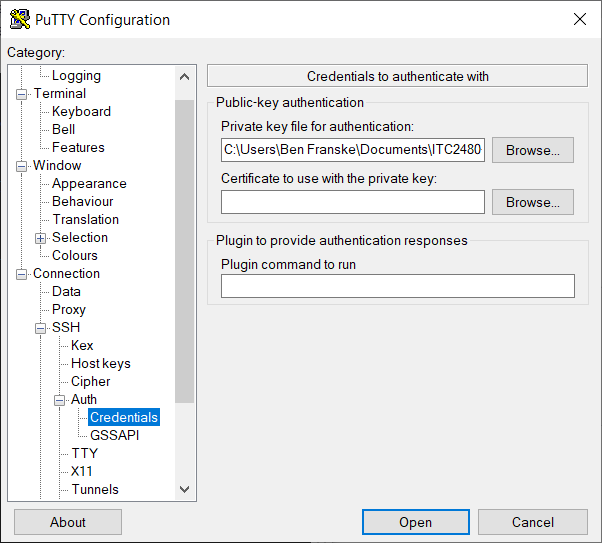 PuTTY Configuration
Category:
Logging
Terminal
Keyboard
Bell
Features
Window
Appearance
Behaviour
Translation
Selection
Colours
Connection
Data
Proxy
SSH
Kex
Host keys
Cipher
Auth
Credentials
GSSAPI
TTY
X11
Tunnels
Credentials to authenticate with
Public-key authentication
Private key file for authentication:
C:\Users\Ben Franske\Documents\ITC2480 Browse...
Certificate to use with the private key:
Browse...
Plugin to provide authentication responses
Plugin command to run
About Open Cancel